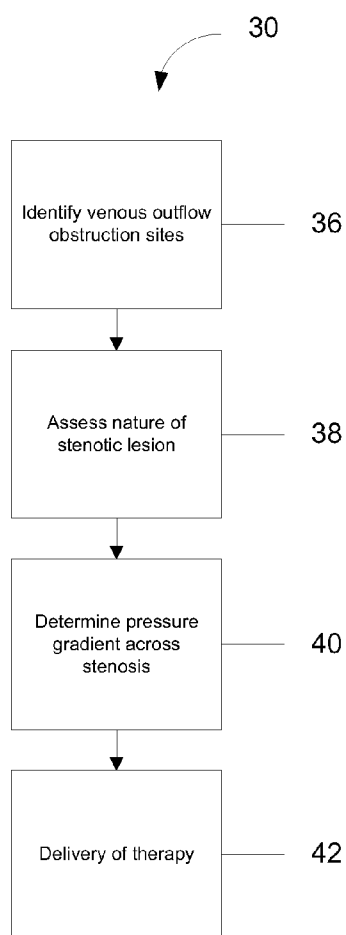 30
Identify venous outflow
obstruction sites
36
Assess nature of
stenotic lesion
38
Determine pressure
gradient across
stenosis
40
Delivery of therapy
42